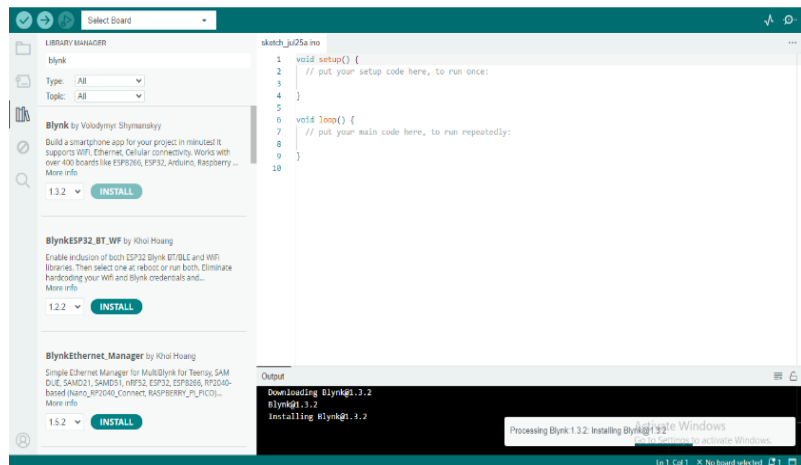 Select Board
LIBRARY MANAGER
blynk
Type: All
Topic: All
Blynk by Volodymyr Shymanskyy
Build a smartphone app for your project in minutes! It
supports WiFi, Ethernet, Cellular connectivity. Works with
over 400 boards like ESP8266, ESP32, Arduino, Raspberry ...
More info
1.3.2 INSTALL
BlynkESP32_BT_WF by Khoi Hoang
Enable inclusion of both ESP32 Blynk BT/BLE and WiFi
libraries. Then select one at reboot or run both. Eliminate
hardcoding your Wifi and Blynk credentials and...
More info
1.2.2 INSTALL
BlynkEthernet_Manager by Khoi Hoang
Simple Ethernet Manager for MultiBlynk for Teensy, SAM
DUE, SAMD21, SAMD51, nRF52, ESP32, ESP8266, RP2040-
based (Nano_RP2040_Connect, RASPBERRY_PI_PICO)...
More info
1.5.2 INSTALL
sketch_jul25a.ino
1 void setup() {
2 // put your setup code here, to run once:
3
4 }
5
6 void loop() {
7 // put your main code here, to run repeatedly:
8
9 }
10
Output
Downloading Blynk@1.3.2
Blynk@1.3.2
Installing Blynk@1.3.2
Processing Blynk:1.3.2: Installing Blynk@1.3.2
Activate Windows
Go to Settings to activate Windows.
Ln 1, Col 1 × No board selected 1